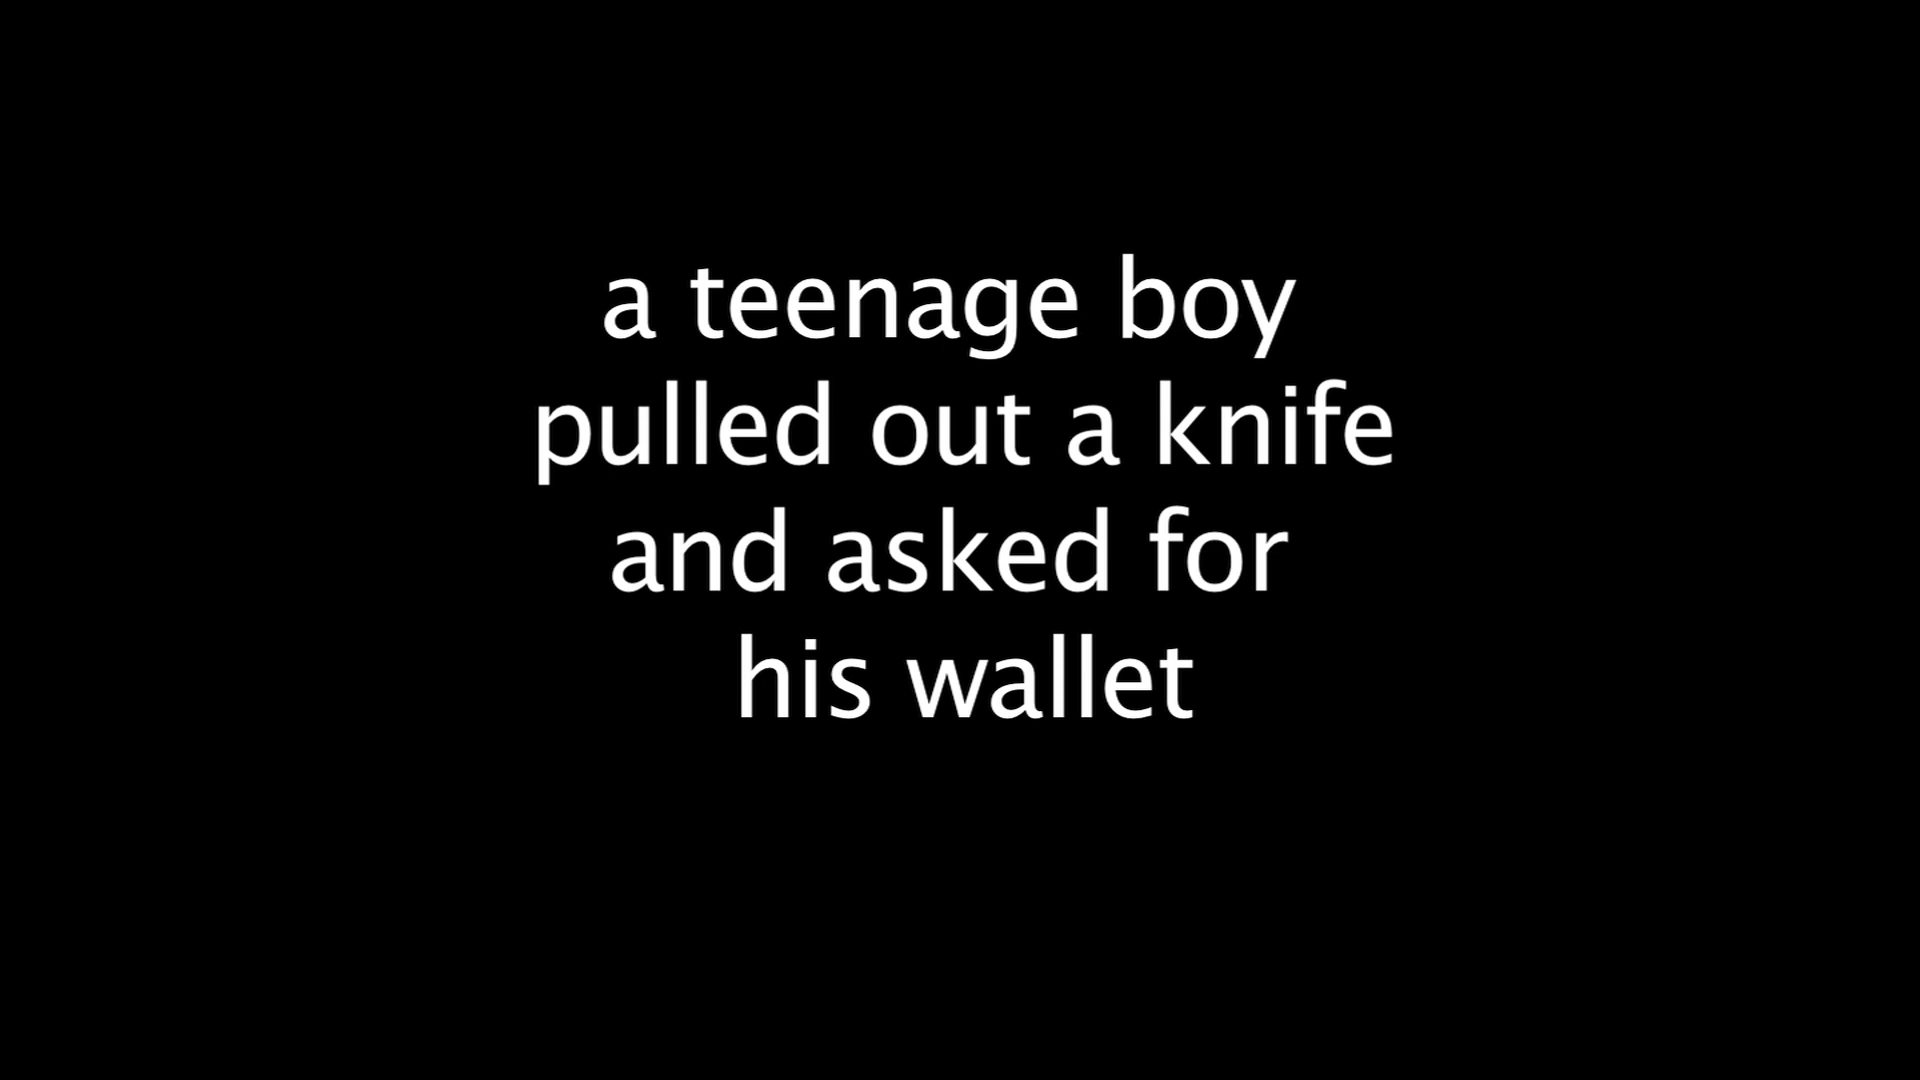 a teenage boy
pulled out a knife
and asked for
his wallet